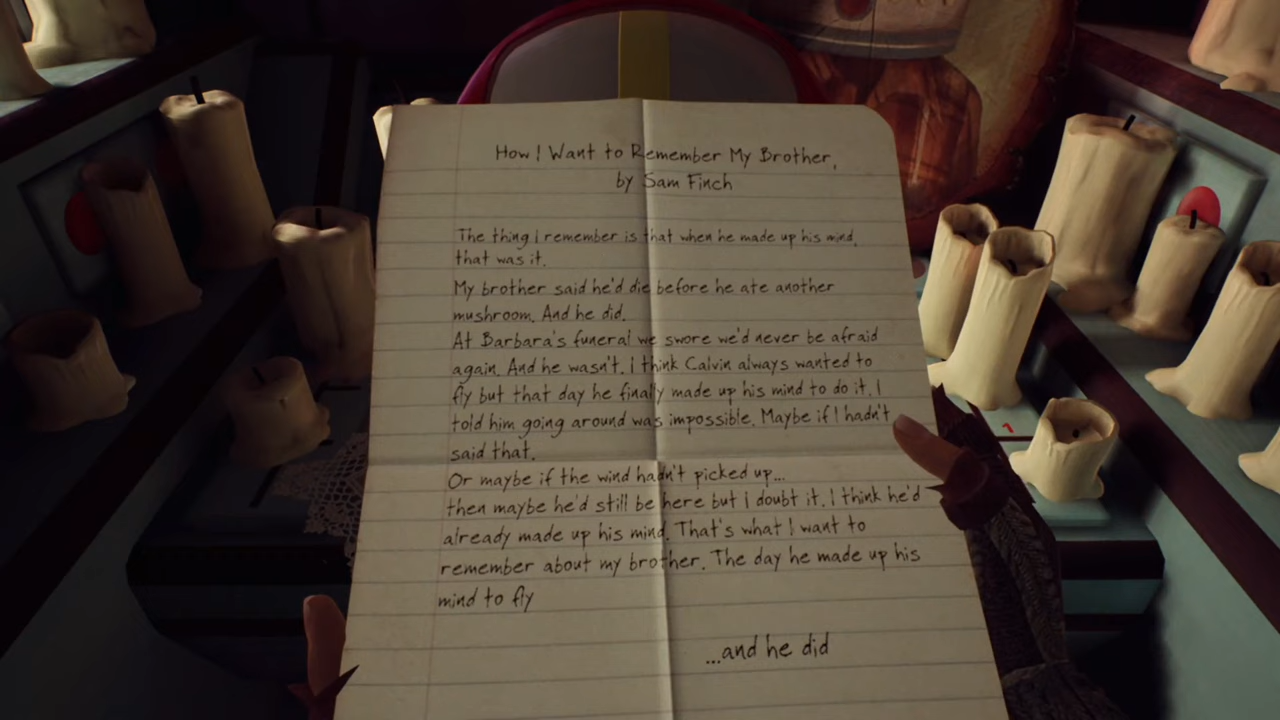 How I Want to Remember My Brother,
by Sam Finch
The thing I remember is that when he made up his mind,
that was it.
My brother said he'd die before he ate another
mushroom. And he did.
At Barbara's funeral we swore we'd never be afraid
again. And he wasn't. I think Calvin always wanted to
fly but that day he finally made up his mind to do it. I
told him going around was impossible. Maybe if I hadn't
said that.
Or maybe if the wind hadn't picked up...
then maybe he'd still be here but I doubt it. I think he'd
already made up his mind. That's what I want to
remember about my brother. The day he made up his
mind to fly
...and he did